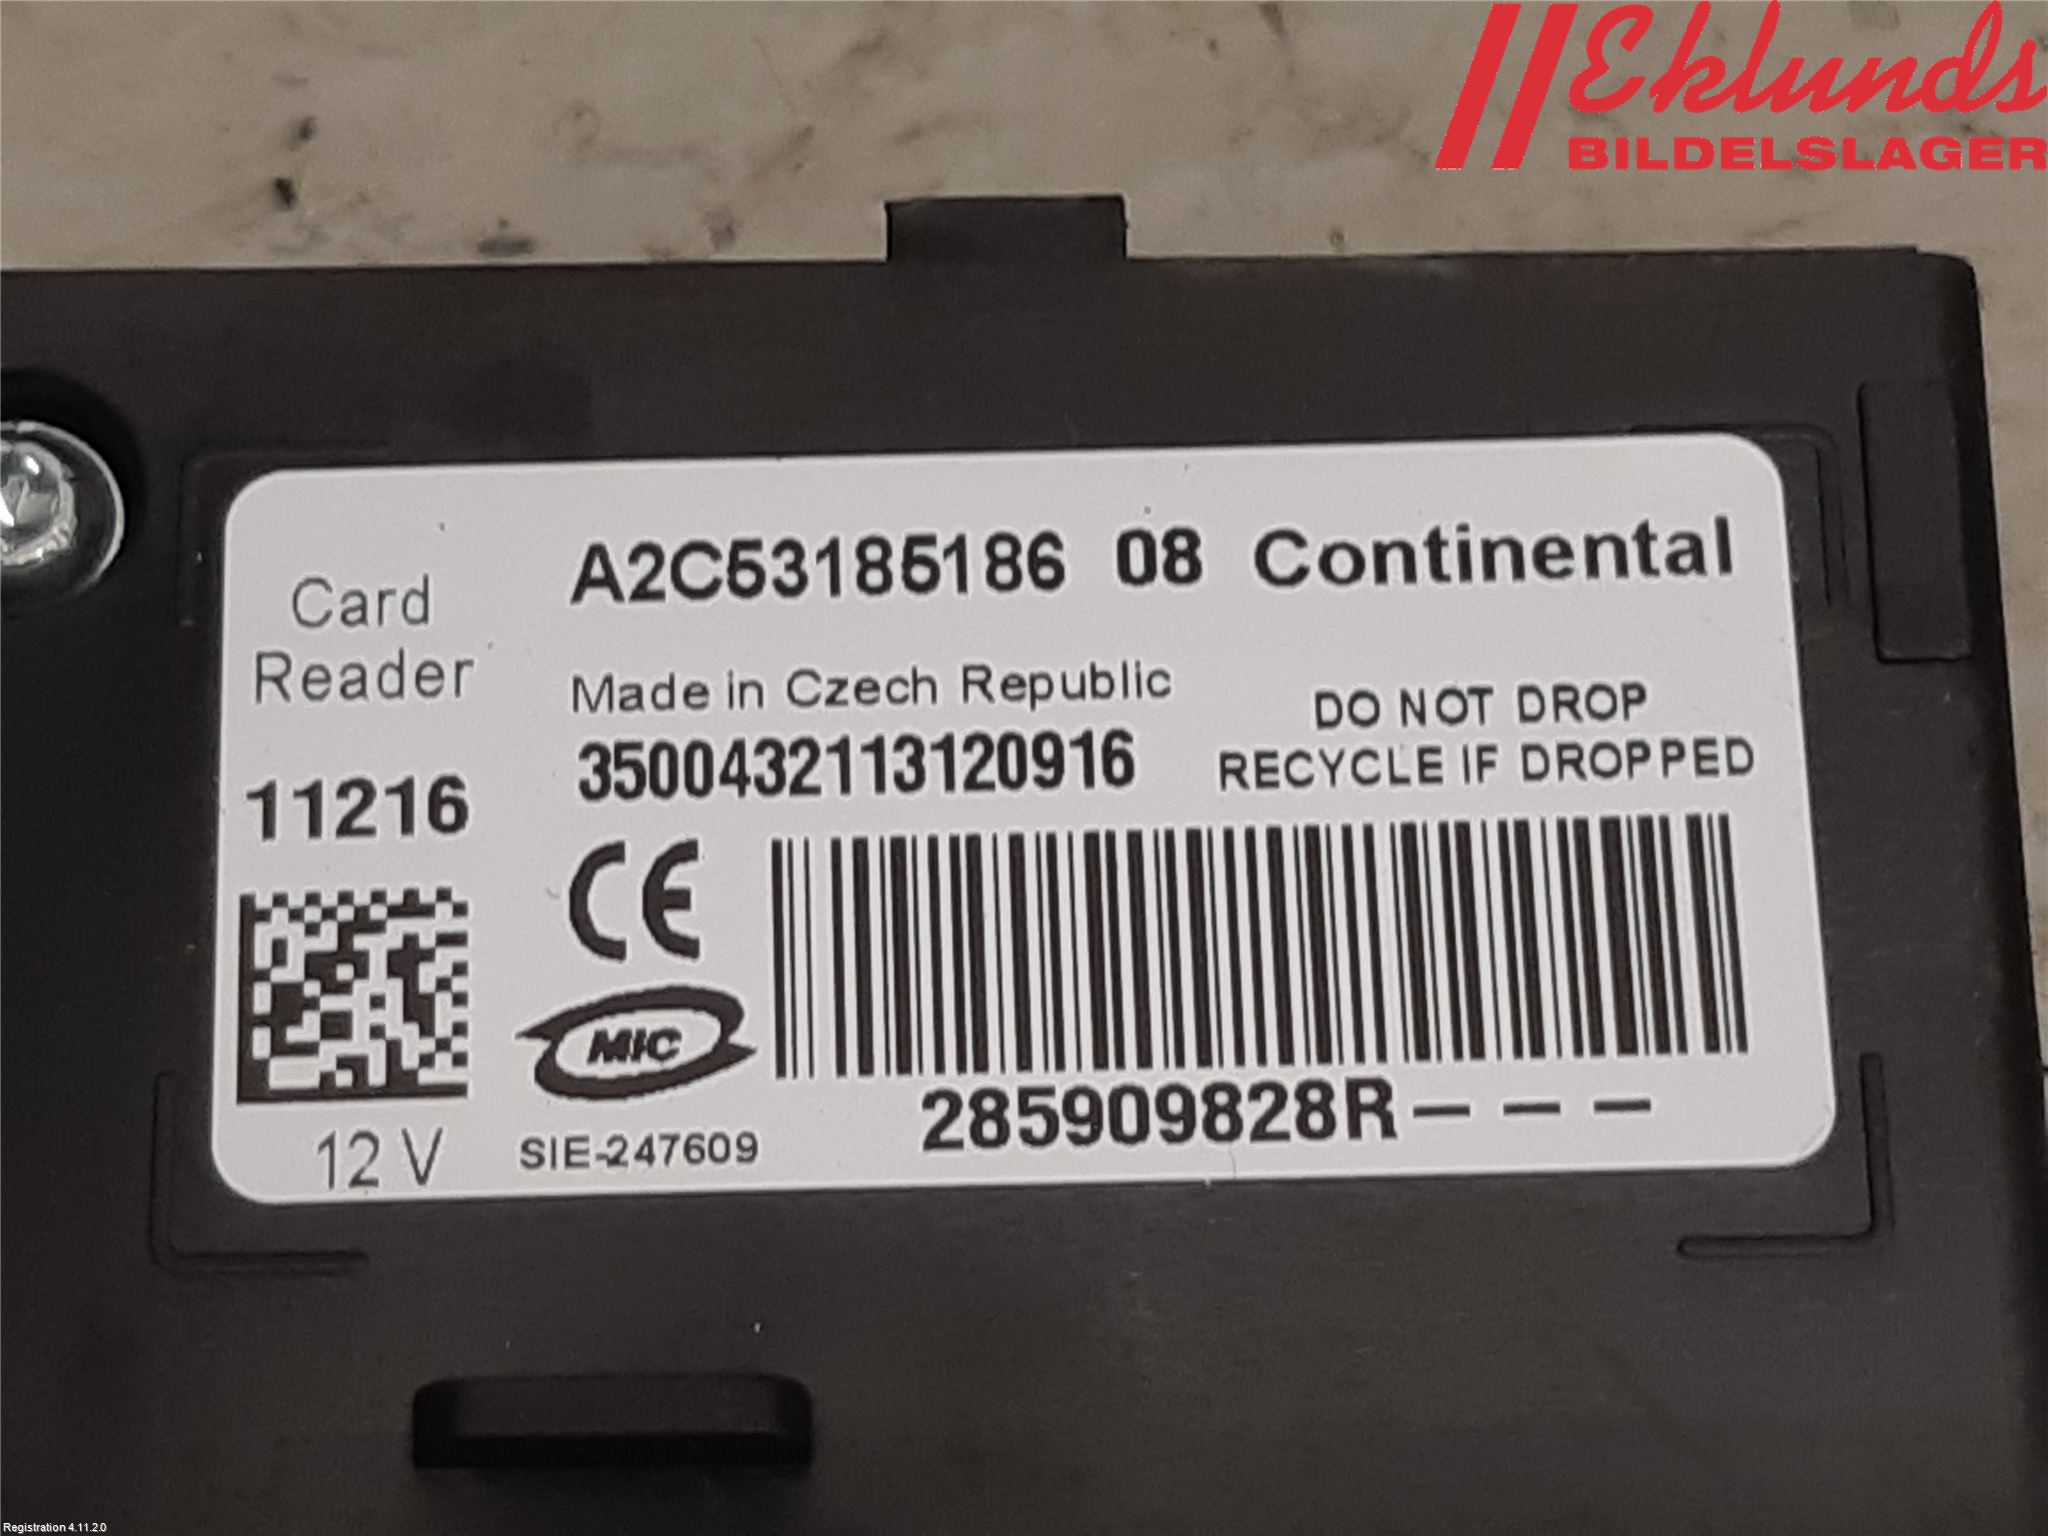 Eklunds
BILDELSLAGER
A2C53185186 08 Continental
Card
Reader
Made in Czech Republic
DO NOT DROP
RECYCLE IF DROPPED
3500432113120916
11216
CE
MIC
285909828R– – –
12 V
SIE-247609
Registration 4.11.2.0